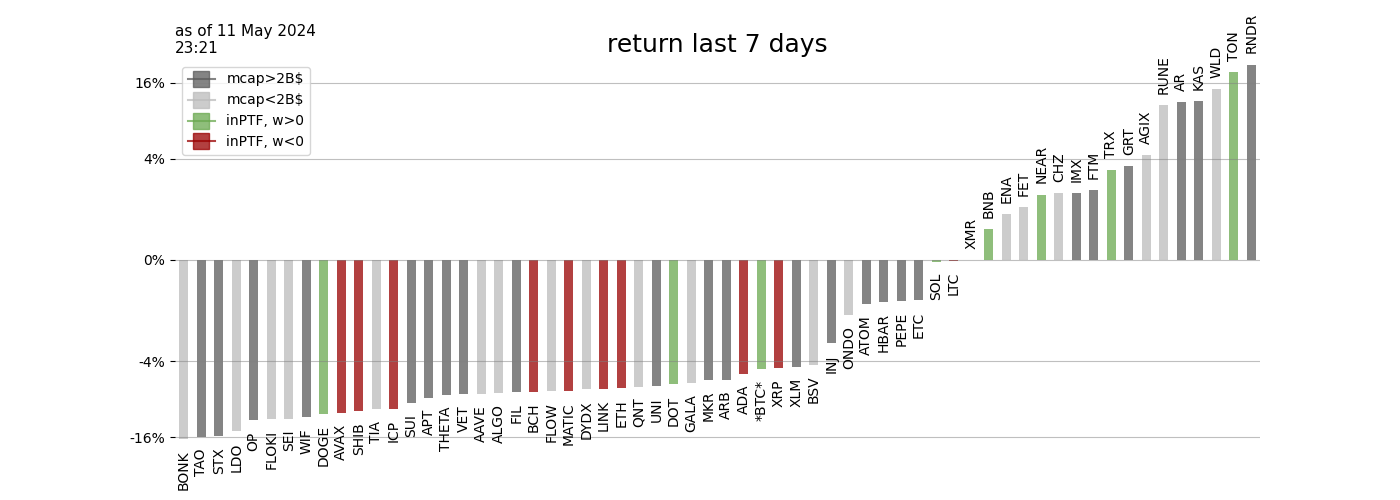 as of 11 May 2024
23:21
return last 7 days
mcap>2B$
mcap<2B$
inPTF, w>0
inPTF, w<0
16%
4%
0%
-4%
-16%
BONK
TAO
STX
LDO
OP
FLOKI
SEI
WIF
DOGE
AVAX
SHIB
TIA
ICP
SUI
APT
THETA
VET
AAVE
ALGO
FIL
BCH
FLOW
MATIC
DYDX
LINK
ETH
QNT
UNI
DOT
GALA
MKR
ARB
ADA
*BTC*
XRP
XLM
BSV
INJ
ONDO
ATOM
HBAR
PEPE
ETC
SOL
LTC
XMR
BNB
ENA
FET
NEAR
CHZ
IMX
FTM
TRX
GRT
AGIX
RUNE
AR
KAS
WLD
TON
RNDR